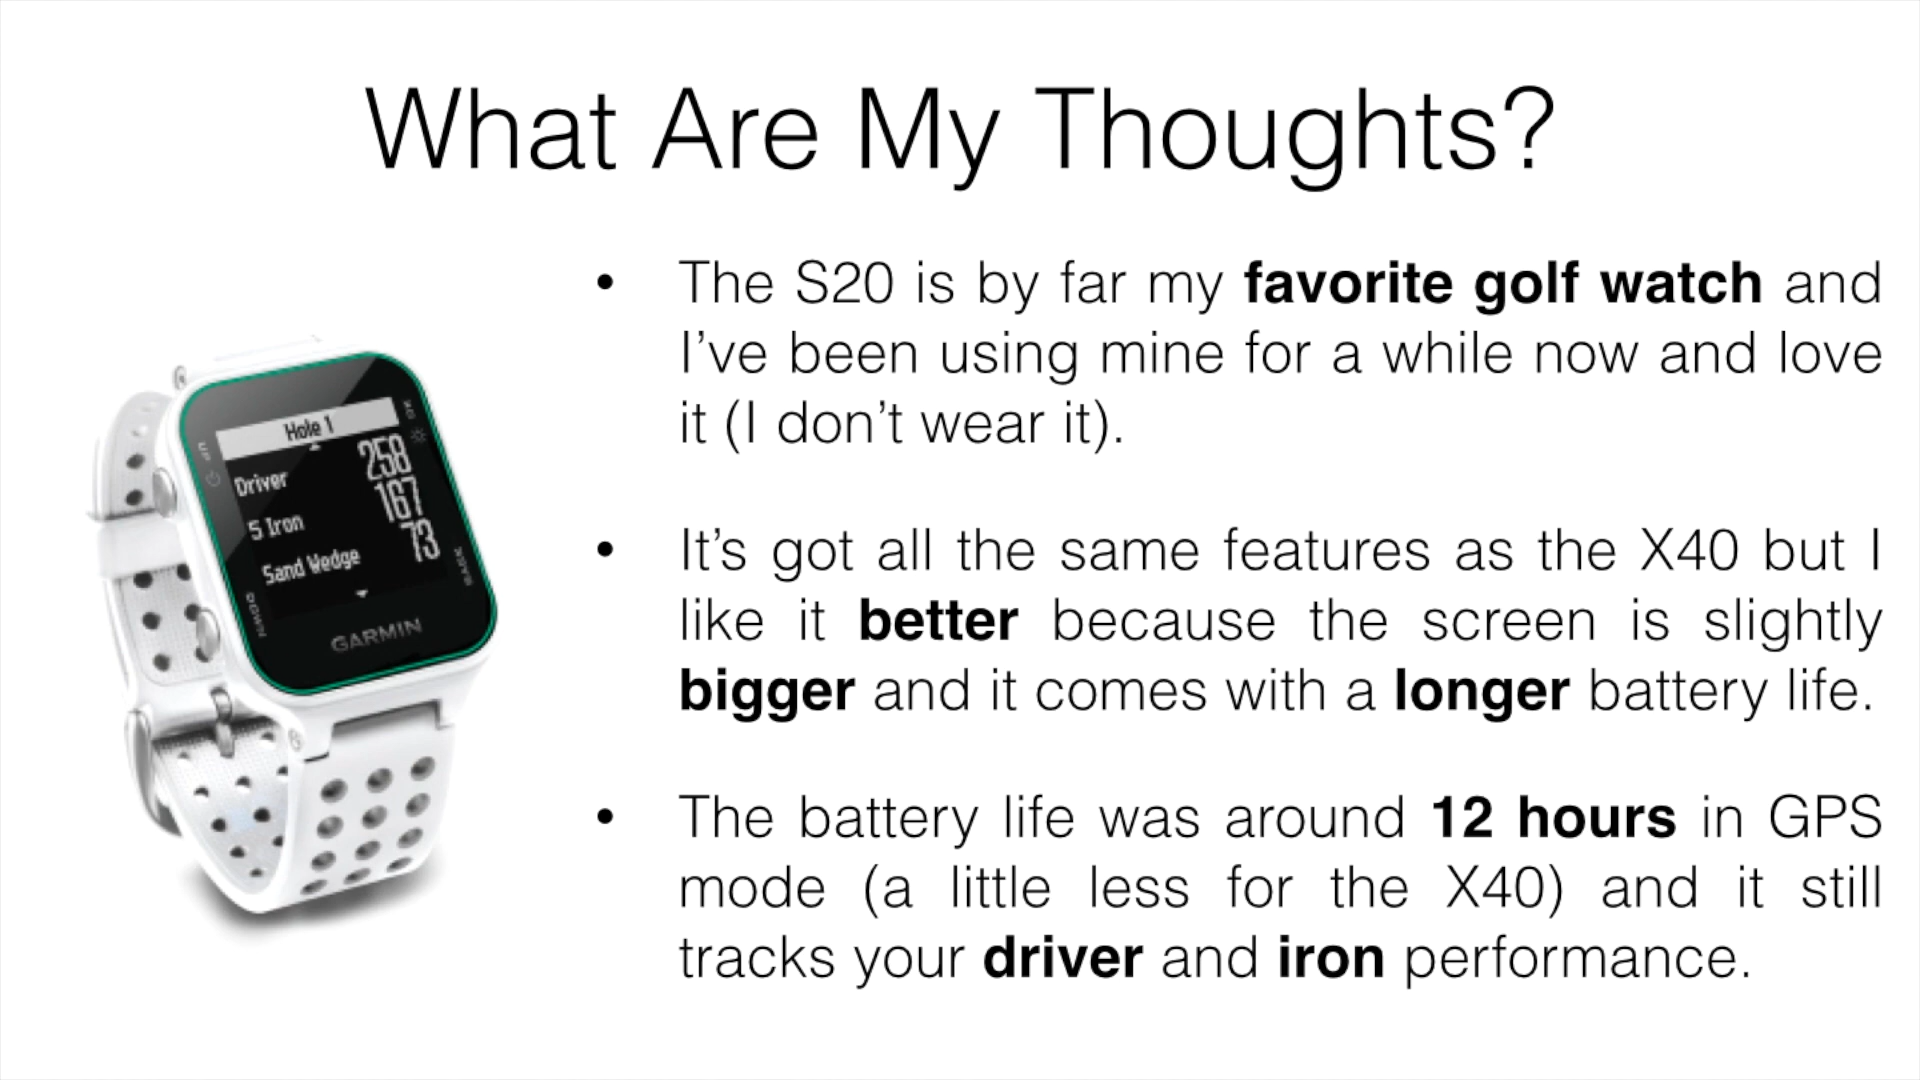 What Are My Thoughts?
• The S20 is by far my favorite golf watch and
I've been using mine for a while now and love
it (I don't wear it).
• It's got all the same features as the X40 but I
like it better because the screen is slightly
bigger and it comes with a longer battery life.
• The battery life was around 12 hours in GPS
mode (a little less for the X40) and it still
tracks your driver and iron performance.
Hole 1
Driver 258
5 Iron 167
Sand Wedge 73
UP
DOWN
GARMIN